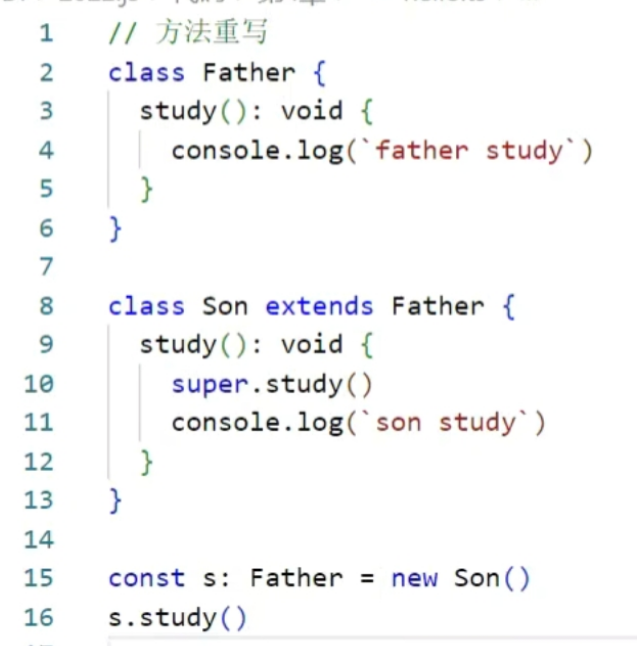 1 // 方法重写
2 class Father {
3 study(): void {
4 console.log(`father study`)
5 }
6 }
7
8 class Son extends Father {
9 study(): void {
10 super.study()
11 console.log(`son study`)
12 }
13 }
14
15 const s: Father = new Son()
16 s.study()